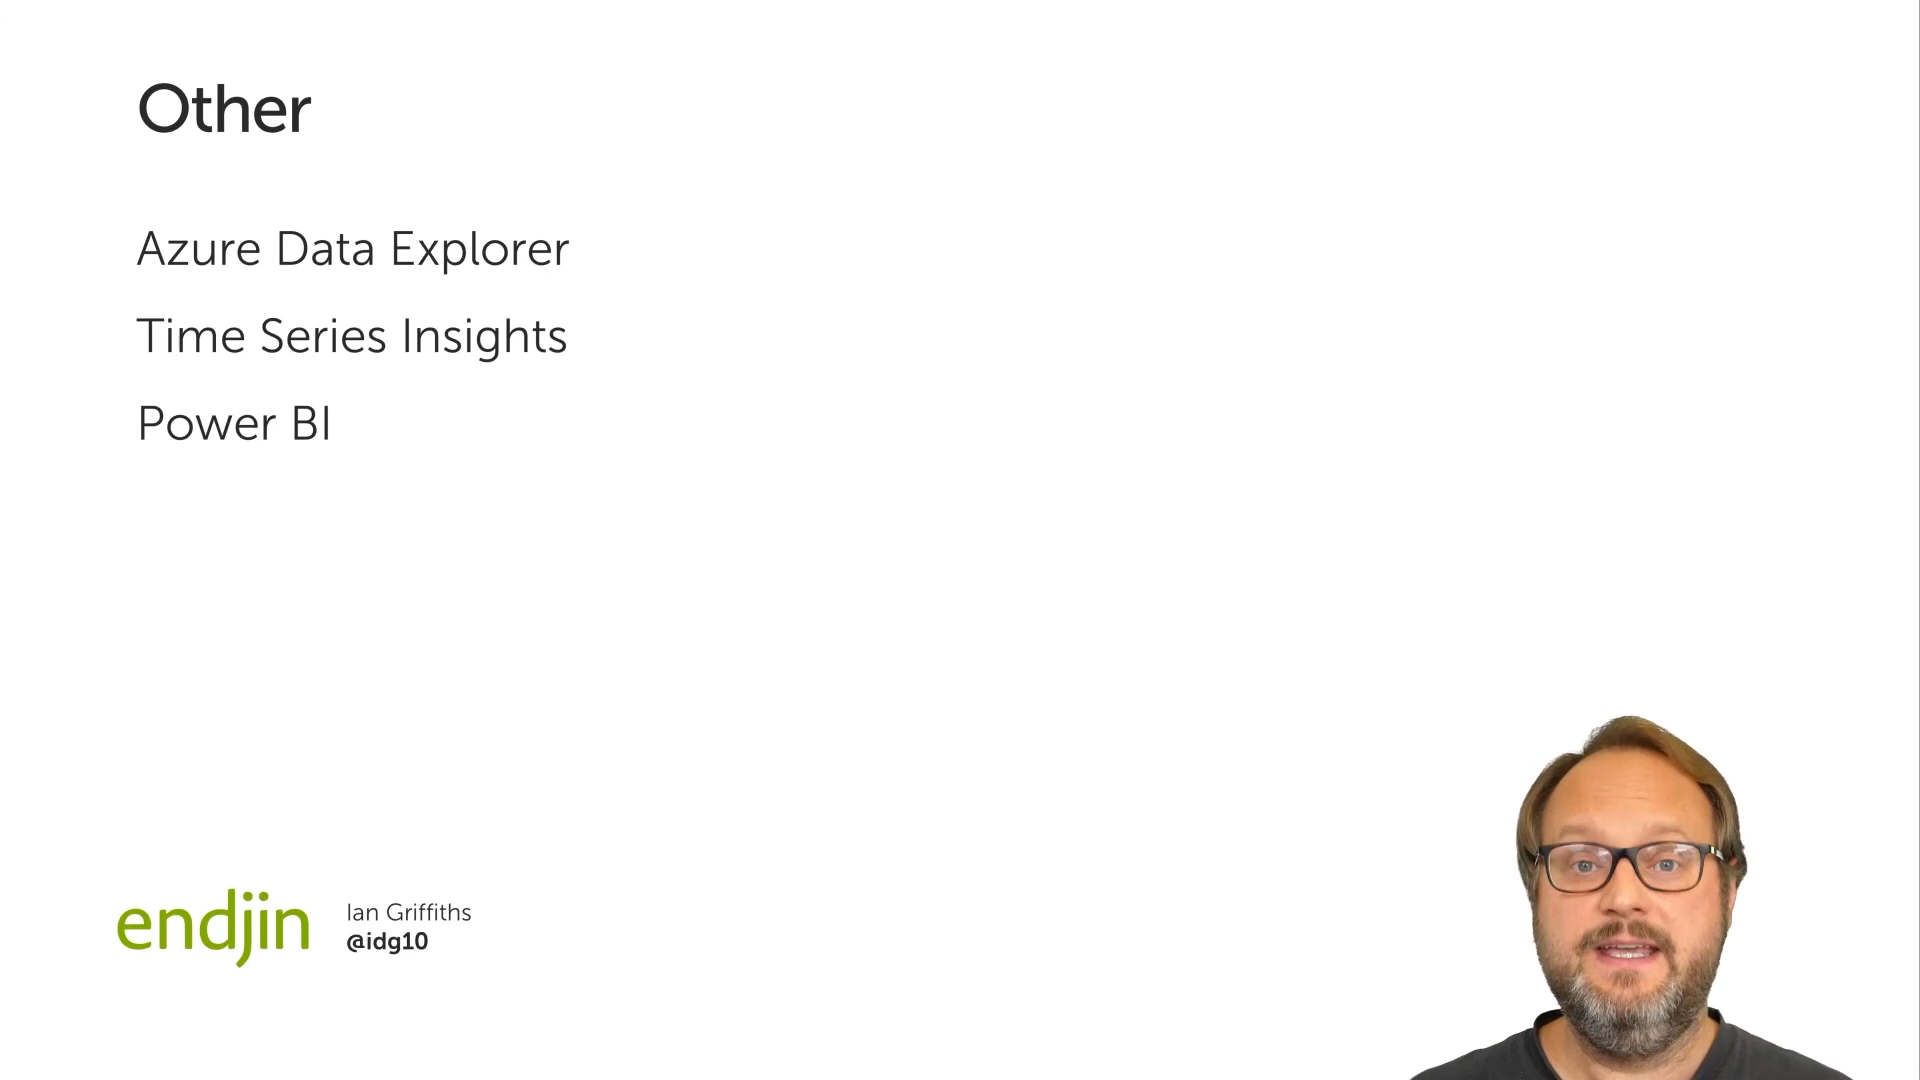 Other
Azure Data Explorer
Time Series Insights
Power BI
endjin
Ian Griffiths
@idg10